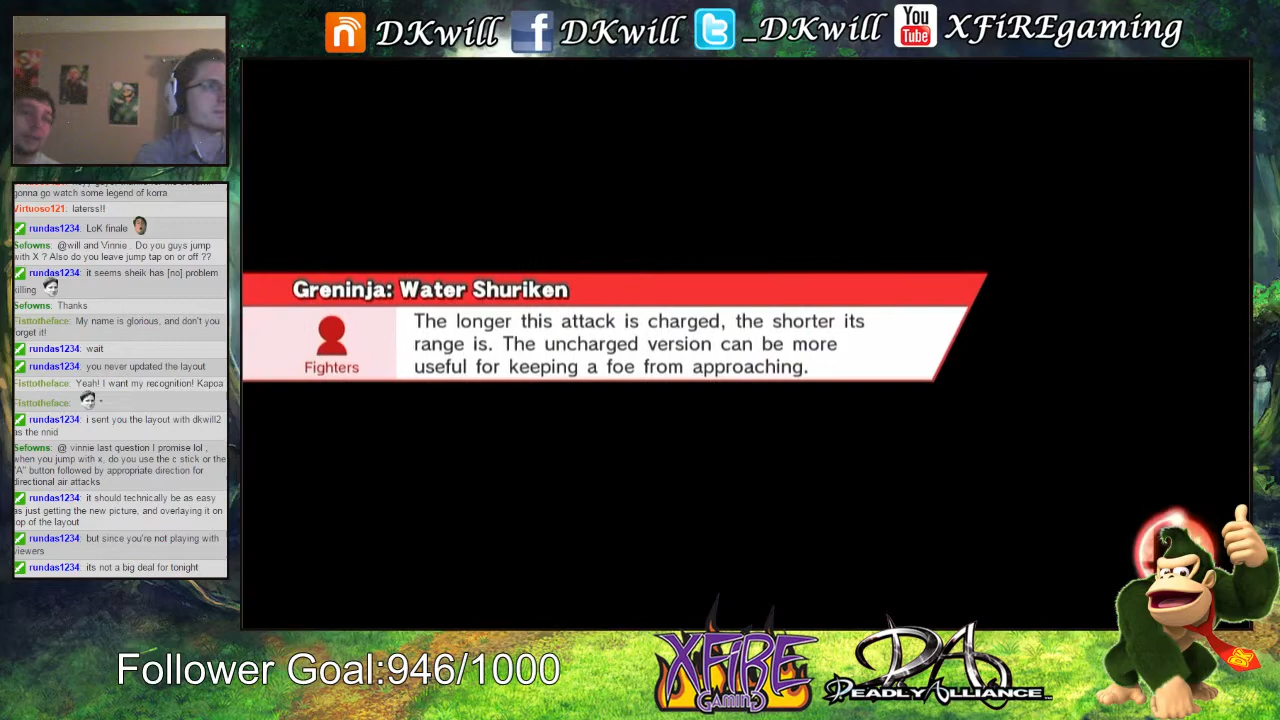 DKwill DKwill _DKwill You Tube XFiREgaming
gonna go watch some legend of korra
Virtuoso121: laterss!!
rundas1234: LoK finale
Sefowns: @will and Vinnie . Do you guys jump
with X ? Also do you leave jump tap on or off ??
rundas1234: it seems sheik has [no] problem
killing
Sefowns: Thanks
Fisttotheface: My name is glorious, and don't you
forget it!
rundas1234: wait
rundas1234: you never updated the layout
Fisttotheface: Yeah! I want my recognition! Kapoa
Fisttotheface:
rundas1234: i sent you the layout with dkwill2
as the nnid
Sefowns: @ vinnie last question I promise lol ,
when you jump with x, do you use the c stick or the
"A" button followed by appropriate direction for
directional air attacks
rundas1234: it should technically be as easy
as just getting the new picture, and overlaying it on
top of the layout
rundas1234: but since you're not playing with
viewers
rundas1234: its not a big deal for tonight
Greninja: Water Shuriken
Fighters
The longer this attack is charged, the shorter its
range is. The uncharged version can be more
useful for keeping a foe from approaching.
Follower Goal:946/1000
XFiRE
GAMING
DA
DEADLYALLIANCE
DK